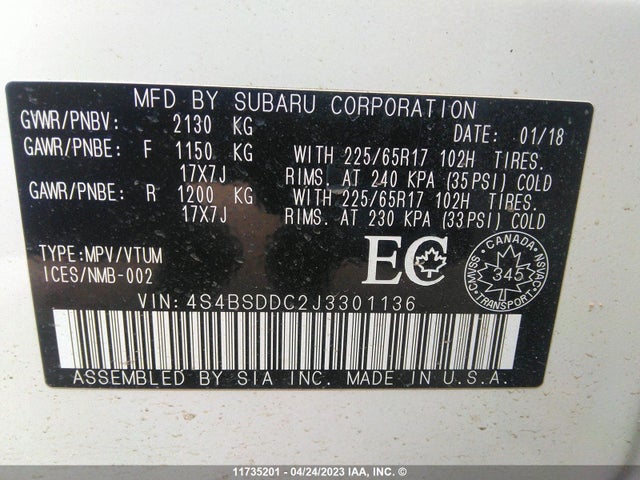 MFD BY SUBARU CORPORATION
GVWR/PNBV: 2130 KG DATE: 01/18
GAWR/PNBE: F 1150 KG WITH 225/65R17 102H TIRES.
17X7J RIMS. AT 240 KPA (35PSI) COLD
GAWR/PNBE: R 1200 KG WITH 225/65R17 102H TIRES.
17X7J RIMS. AT 230 KPA (33PSI) COLD
TYPE:MPV/VTUM
ICES/NMB-002
EC
CANADA
CMVSS NSVAC
345
TRANSPORT
VIN: 4S4BSDDC2J3301136
ASSEMBLED BY SIA INC. MADE IN U.S.A.
11735201 - 04/24/2023 IAA, INC. ©